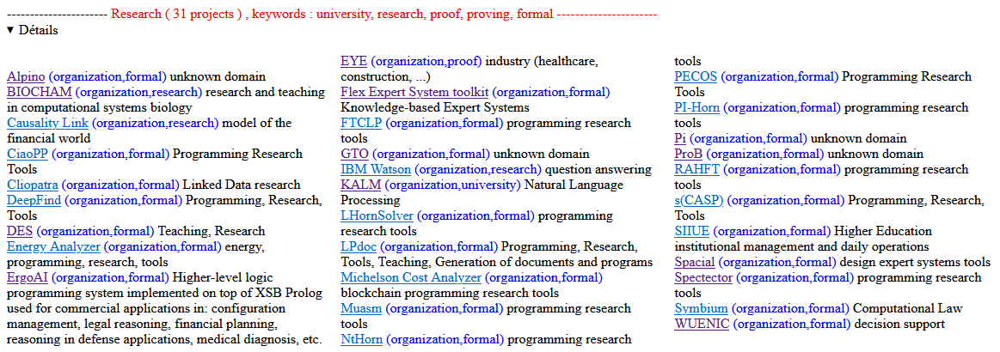 ---------------------- Research ( 31 projects ) , keywords : university, research, proof, proving, formal ----------------------
▼ Détails
Alpino (organization,formal) unknown domain
BIOCHAM (organization,research) research and teaching
in computational systems biology
Causality Link (organization,research) model of the
financial world
CiaoPP (organization,formal) Programming Research
Tools
Cliopatra (organization,formal) Linked Data research
DeepFind (organization,formal) Programming, Research,
Tools
DES (organization,formal) Teaching, Research
Energy Analyzer (organization,formal) energy,
programming, research, tools
ErgoAI (organization,formal) Higher-level logic
programming system implemented on top of XSB Prolog
used for commercial applications in: configuration
management, legal reasoning, financial planning,
reasoning in defense applications, medical diagnosis, etc.
EYE (organization,proof) industry (healthcare,
construction, ...)
Flex Expert System toolkit (organization,formal)
Knowledge-based Expert Systems
FTCLP (organization,formal) programming research
tools
GTO (organization,formal) unknown domain
IBM Watson (organization,research) question answering
KALM (organization,university) Natural Language
Processing
LHornSolver (organization,formal) programming
research tools
LPdoc (organization,formal) Programming, Research,
Tools, Teaching, Generation of documents and programs
Michelson Cost Analyzer (organization,formal)
blockchain programming research tools
Muasm (organization,formal) programming research
tools
NtHorn (organization,formal) programming research
tools
PECOS (organization,formal) Programming Research
Tools
PI-Horn (organization,formal) programming research
tools
Pi (organization,formal) unknown domain
ProB (organization,formal) unknown domain
RAHFT (organization,formal) programming research
tools
s(CASP) (organization,formal) Programming, Research,
Tools
SIIUE (organization,formal) Higher Education
institutional management and daily operations
Spacial (organization,formal) design expert systems tools
Spectector (organization,formal) programming research
tools
Symbium (organization,formal) Computational Law
WUENIC (organization,formal) decision support